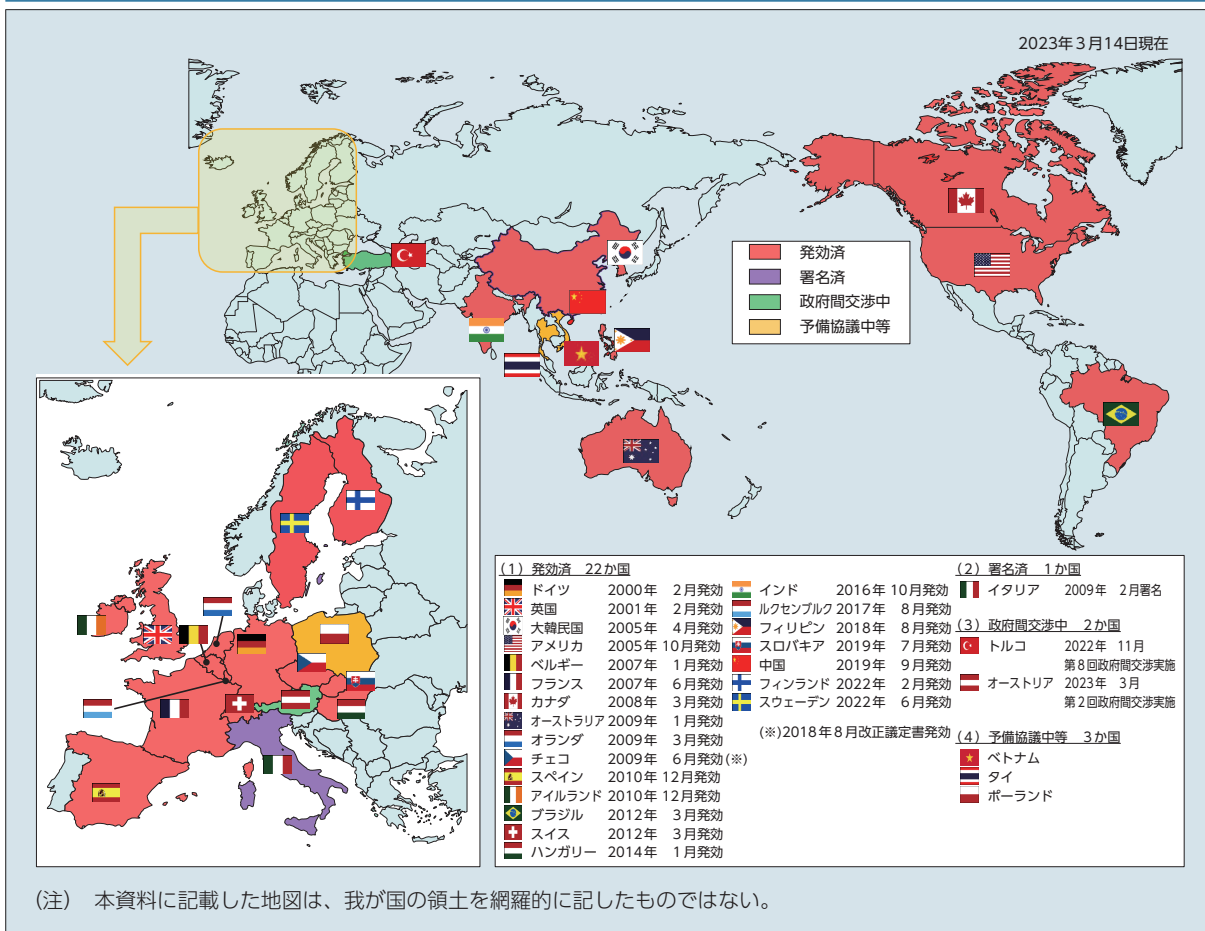 2023年3月14日現在
発効済
署名済
政府間交渉中
予備協議中等
(1) 発効済 22か国
ドイツ 2000年 2月発効
英国 2001年 2月発効
大韓民国 2005年 4月発効
アメリカ 2005年10月発効
ベルギー 2007年 1月発効
フランス 2007年 6月発効
カナダ 2008年 3月発効
オーストラリア 2009年 1月発効
オランダ 2009年 3月発効
チェコ 2009年 6月発効(※)
スペイン 2010年12月発効
アイルランド 2010年12月発効
ブラジル 2012年 3月発効
スイス 2012年 3月発効
ハンガリー 2014年 1月発効
インド 2016年10月発効
ルクセンブルク 2017年 8月発効
フィリピン 2018年 8月発効
スロバキア 2019年 7月発効
中国 2019年 9月発効
フィンランド 2022年 2月発効
スウェーデン 2022年 6月発効
(※)2018年8月改正議定書発効
(2) 署名済 1か国
イタリア 2009年 2月署名
(3) 政府間交渉中 2か国
トルコ 2022年 11月
第8回政府間交渉実施
オーストリア 2023年 3月
第2回政府間交渉実施
(4) 予備協議中等 3か国
ベトナム
タイ
ポーランド
(注) 本資料に記載した地図は、我が国の領土を網羅的に記したものではない。